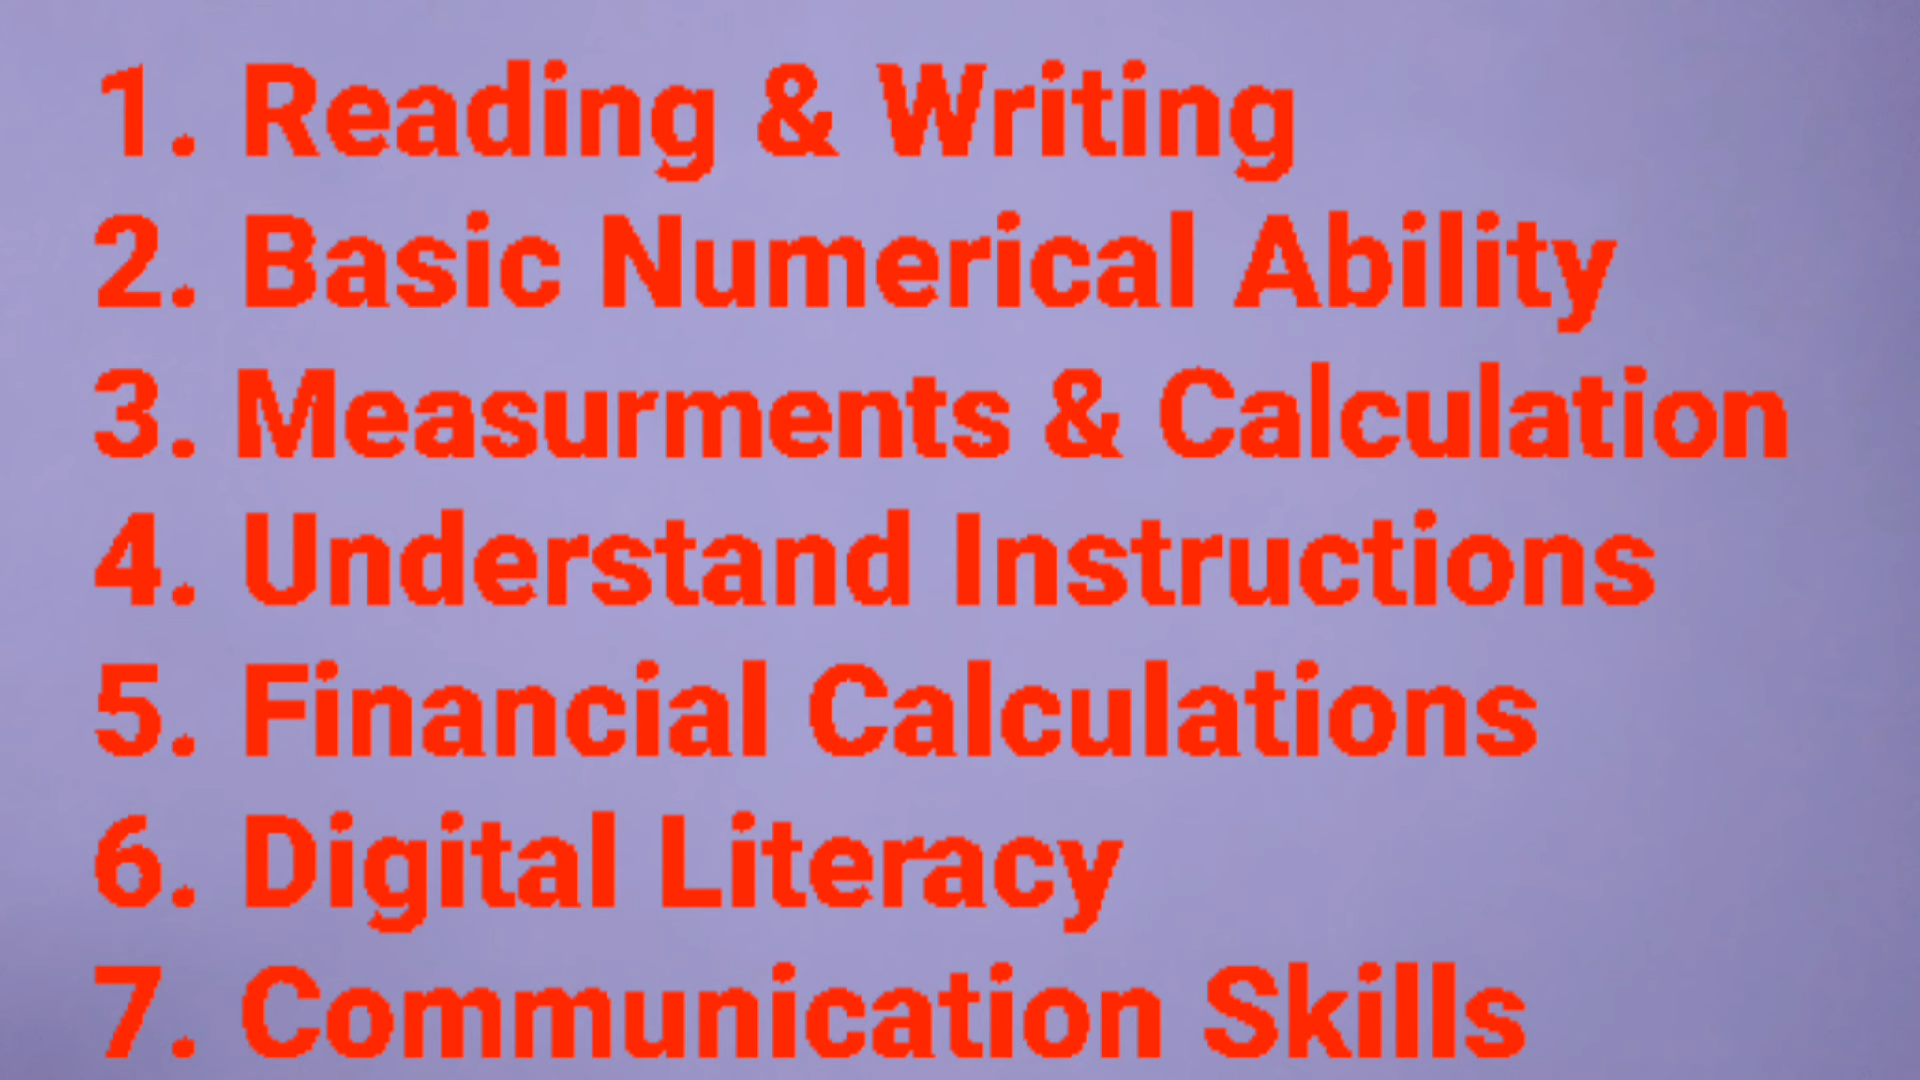 1. Reading & Writing
2. Basic Numerical Ability
3. Measurments & Calculation
4. Understand Instructions
5. Financial Calculations
6. Digital Literacy
7. Communication Skills